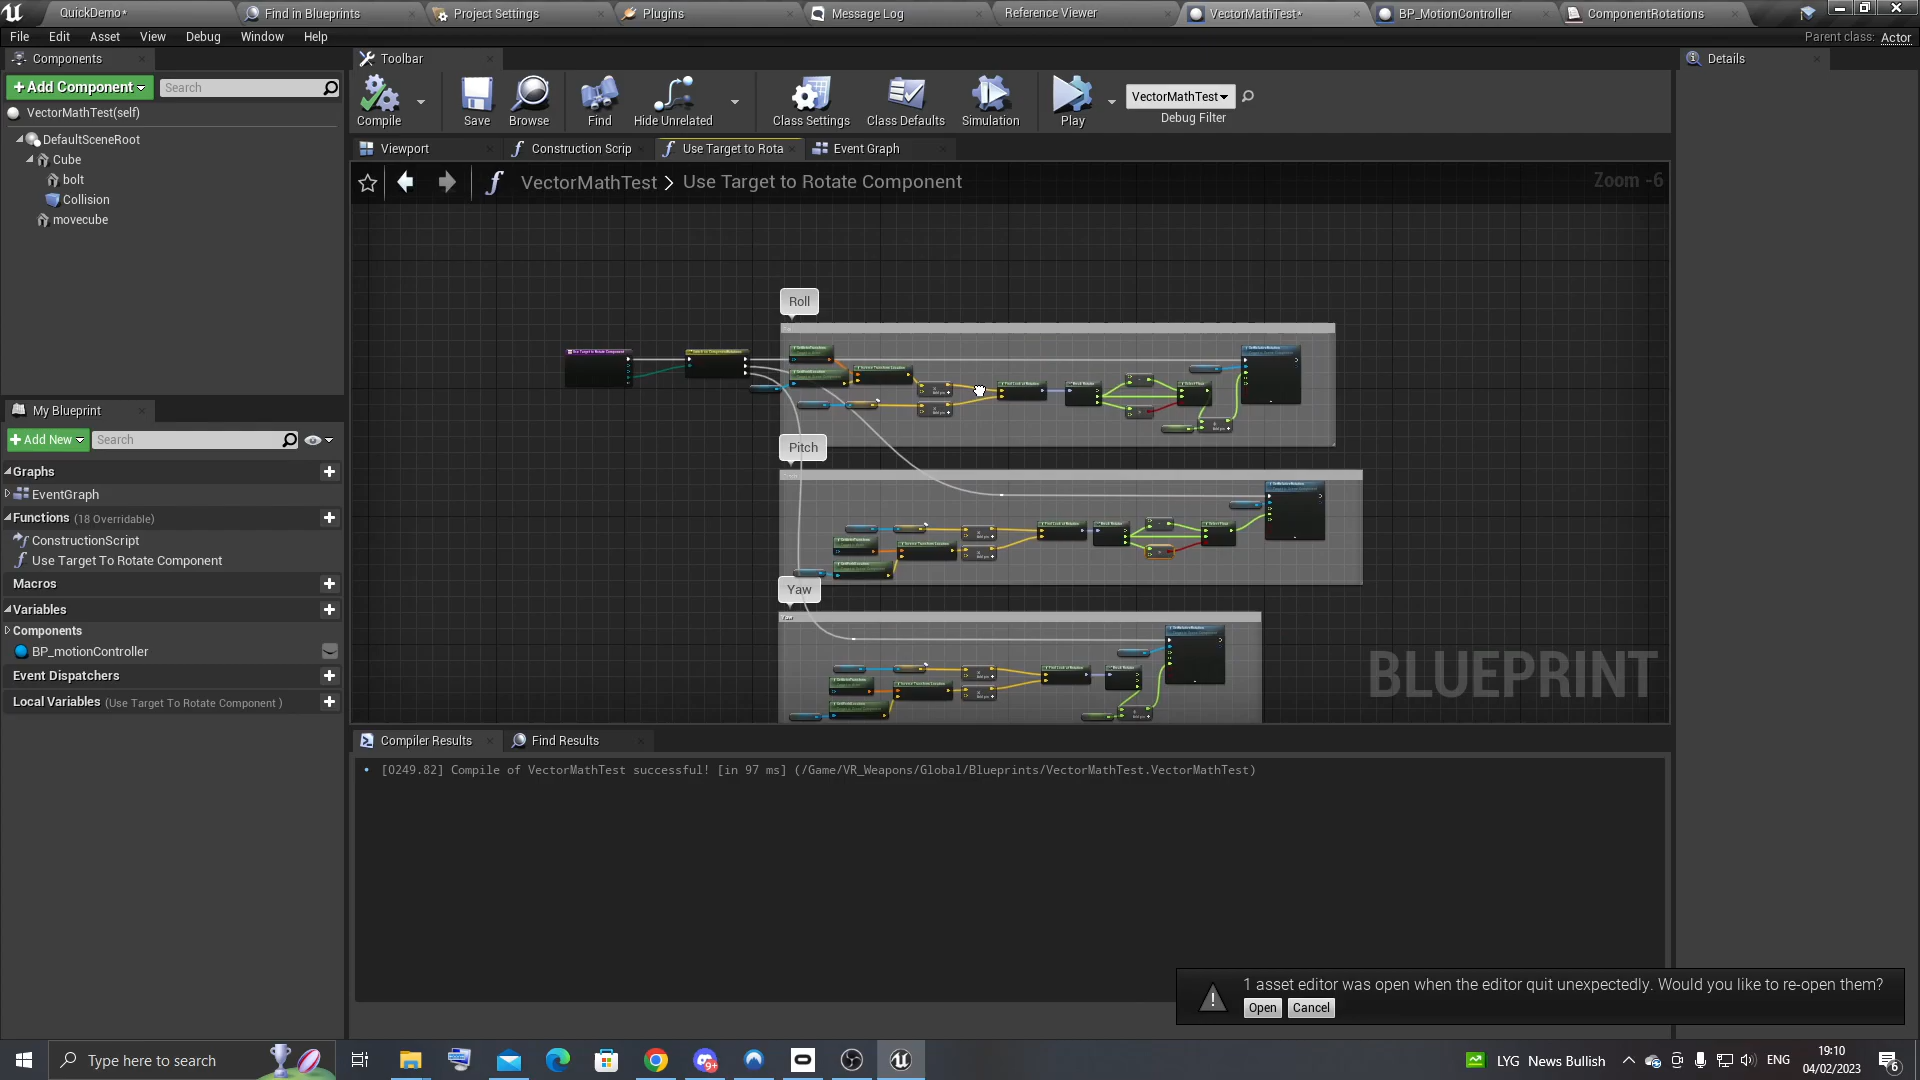 QuickDemo*
Find in Blueprints
Project Settings
Plugins
Message Log
Reference Viewer
VectorMathTest*
BP_MotionController
ComponentRotations
File Edit Asset View Debug Window Help
Parent class: Actor
Components
Toolbar
Details
+Add Component
Search
VectorMathTest(self)
DefaultSceneRoot
Cube
bolt
Collision
movecube
Compile
Save
Browse
Find
Hide Unrelated
Class Settings
Class Defaults
Simulation
Play
VectorMathTest
Debug Filter
Viewport
Construction Scrip
Use Target to Rota
Event Graph
VectorMathTest > Use Target to Rotate Component
Zoom -6
Roll
Pitch
Yaw
BLUEPRINT
My Blueprint
+Add New
Search
Graphs
EventGraph
Functions (18 Overridable)
ConstructionScript
Use Target To Rotate Component
Macros
Variables
Components
BP_motionController
Event Dispatchers
Local Variables (Use Target To Rotate Component )
Compiler Results
Find Results
[0249.82] Compile of VectorMathTest successful! [in 97 ms] (/Game/VR_Weapons/Global/Blueprints/VectorMathTest.VectorMathTest)
1 asset editor was open when the editor quit unexpectedly. Would you like to re-open them?
Open Cancel
Type here to search
9+
LYG News Bullish
ENG
19:10
04/02/2023
6